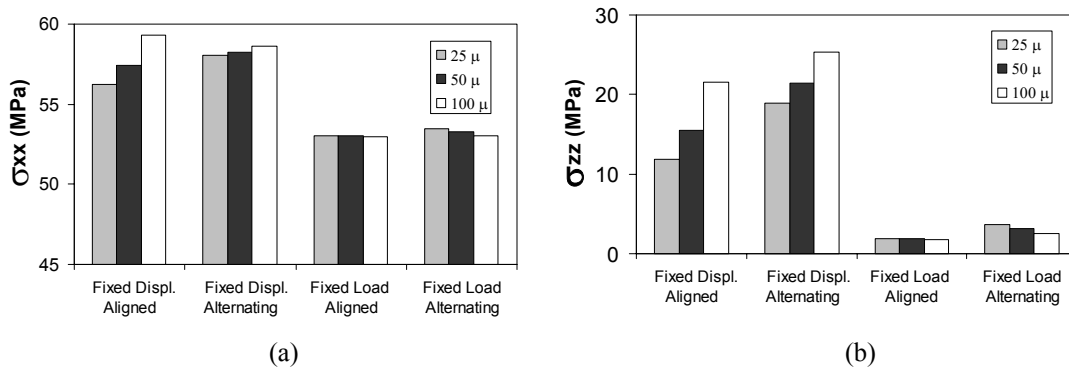 60
55
50
45
σxx (MPa)
25 μ
50 μ
100 μ
Fixed Displ.
Aligned
Fixed Displ.
Alternating
Fixed Load
Aligned
Fixed Load
Alternating
(a)
30
20
10
0
σzz (MPa)
25 μ
50 μ
100 μ
Fixed Displ.
Aligned
Fixed Displ.
Alternating
Fixed Load
Aligned
Fixed Load
Alternating
(b)